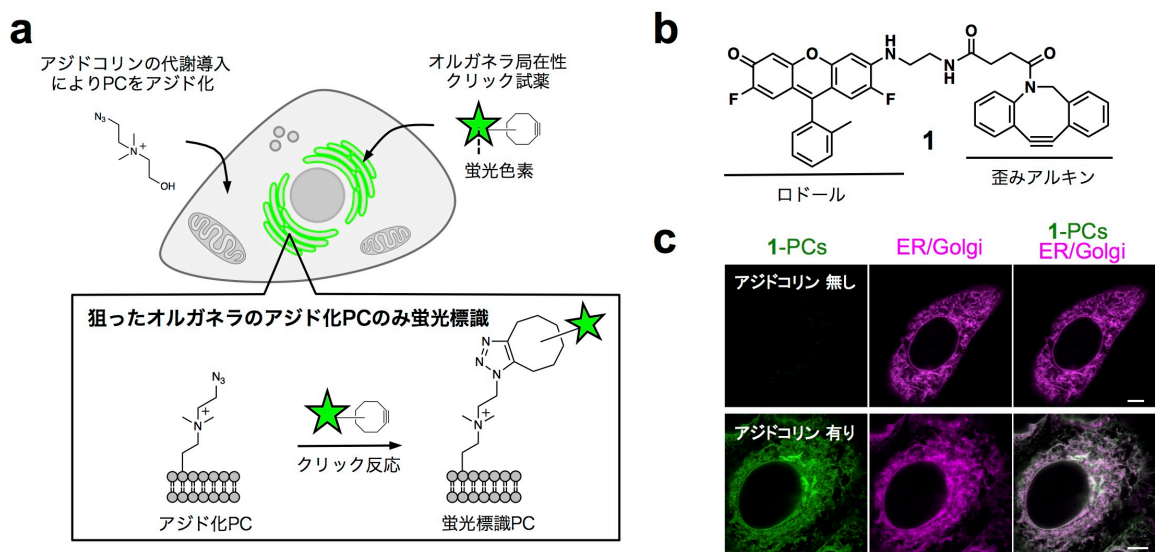 a
アジドコリンの代謝導入
によりPCをアジド化
N3
N
+
OH
オルガネラ局在性
クリック試薬
蛍光色素
狙ったオルガネラのアジド化PCのみ蛍光標識
N3
N
+
アジド化PC
クリック反応
N
N
N
N
+
蛍光標識PC
b
O
O
H
N
F
F
N
H
O
O
N
1
ロドール
歪みアルキン
c
1-PCs
ER/Golgi
1-PCs
ER/Golgi
アジドコリン 無し
アジドコリン 有り